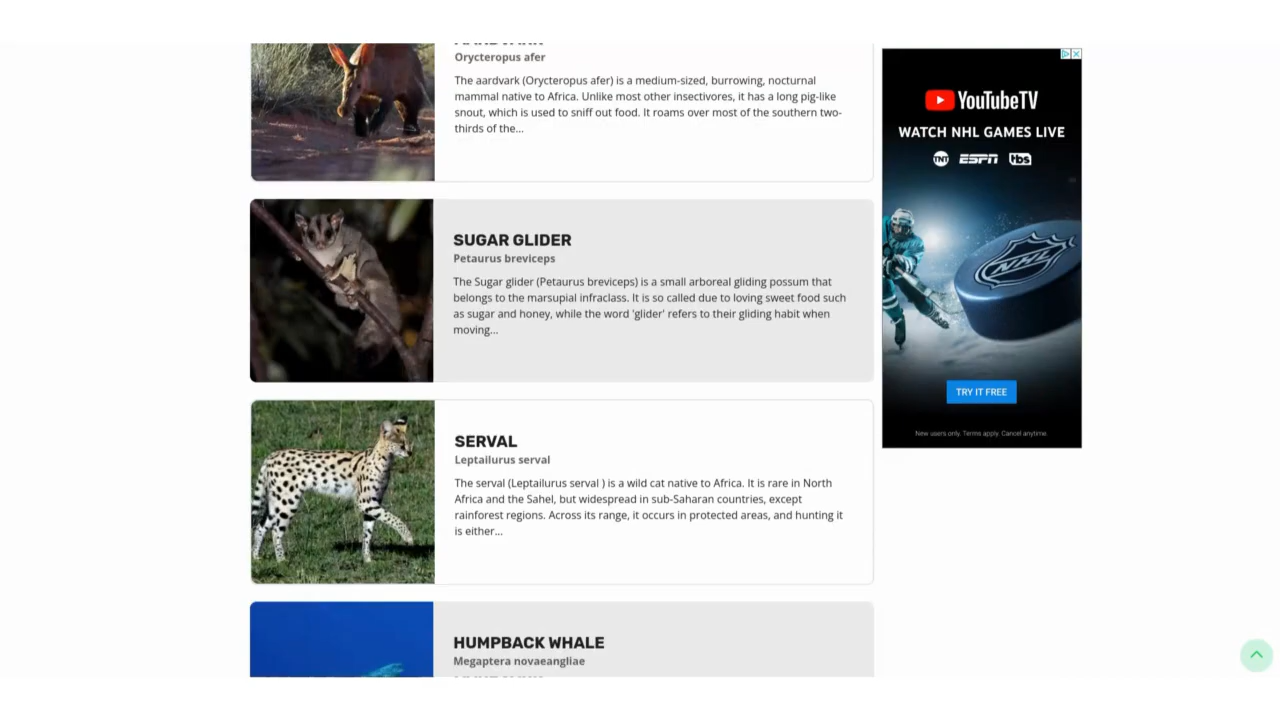 Orycteropus afer
The aardvark (Orycteropus afer) is a medium-sized, burrowing, nocturnal
mammal native to Africa. Unlike most other insectivores, it has a long pig-like
snout, which is used to sniff out food. It roams over most of the southern two-
thirds of the...
SUGAR GLIDER
Petaurus breviceps
The Sugar glider (Petaurus breviceps) is a small arboreal gliding possum that
belongs to the marsupial infraclass. It is so called due to loving sweet food such
as sugar and honey, while the word 'glider' refers to their gliding habit when
moving...
SERVAL
Leptailurus serval
The serval (Leptailurus serval ) is a wild cat native to Africa. It is rare in North
Africa and the Sahel, but widespread in sub-Saharan countries, except
rainforest regions. Across its range, it occurs in protected areas, and hunting it
is either...
HUMPBACK WHALE
Megaptera novaeangliae
YouTubeTV
WATCH NHL GAMES LIVE
TNT ESPN tbs
NHL
TRY IT FREE
New users only. Terms apply. Cancel anytime.